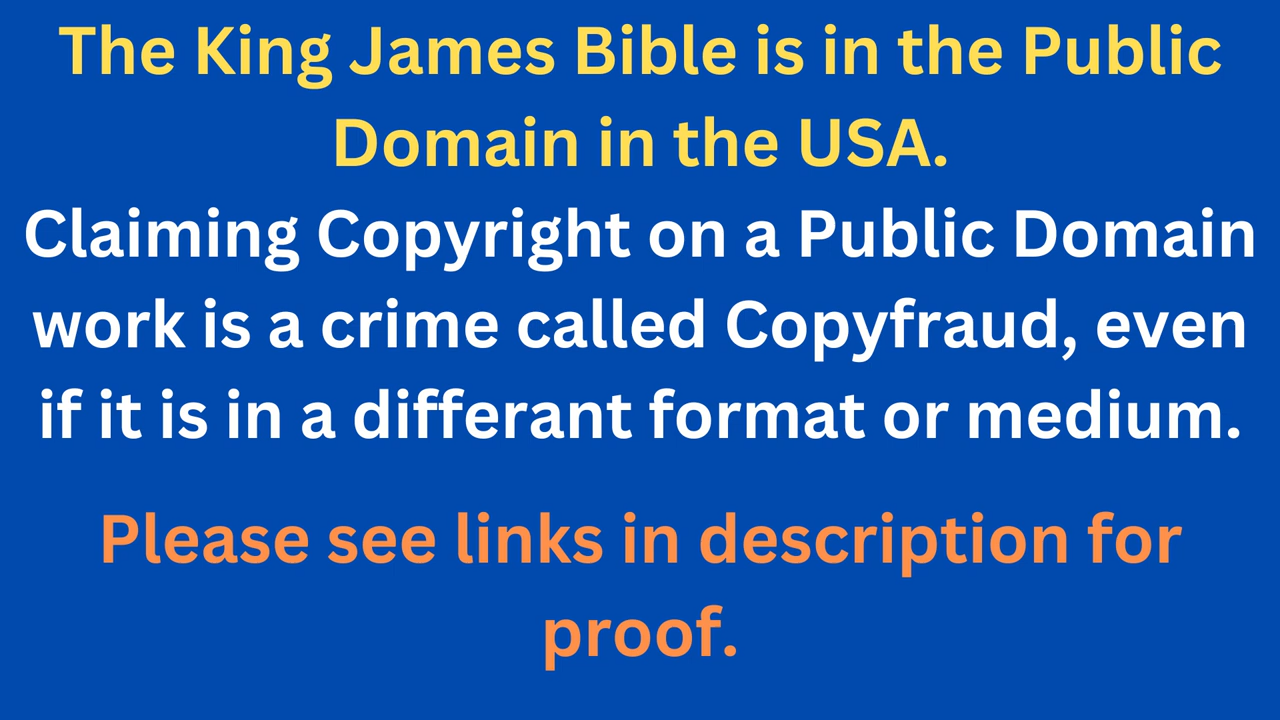 The King James Bible is in the Public
Domain in the USA.
Claiming Copyright on a Public Domain
work is a crime called Copyfraud, even
if it is in a differant format or medium.
Please see links in description for
proof.